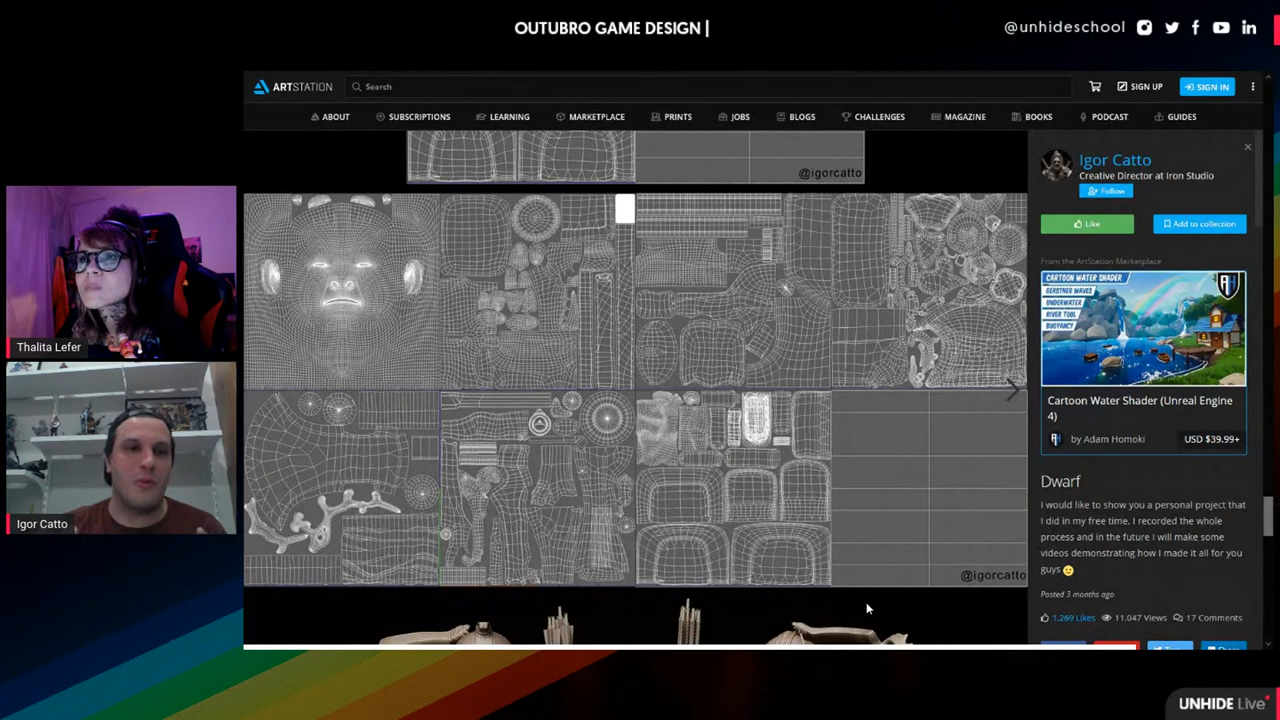 OUTUBRO GAME DESIGN |
@unhideschool
ARTSTATION
Search
SIGN UP
SIGN IN
ABOUT
SUBSCRIPTIONS
LEARNING
MARKETPLACE
PRINTS
JOBS
BLOGS
CHALLENGES
MAGAZINE
BOOKS
PODCAST
GUIDES
@igorcatto
Igor Catto
Creative Director at Iron Studio
Follow
Like
Add to collection
From the ArtStation Marketplace
CARTOON WATER SHADER
GERSTNER WAVES
UNDERWATER
RIVER TOOL
BUOYANCY
Cartoon Water Shader (Unreal Engine
4)
by Adam Homoki
USD $39.99+
Dwarf
I would like to show you a personal project that
I did in my free time, I recorded the whole
process and in the future I will make some
videos demonstrating how I made it all for you
guys
Posted 3 months ago
1,269 Likes
11,047 Views
17 Comments
@igorcatto
Thalita Lefer
Igor Catto
UNHIDE Live